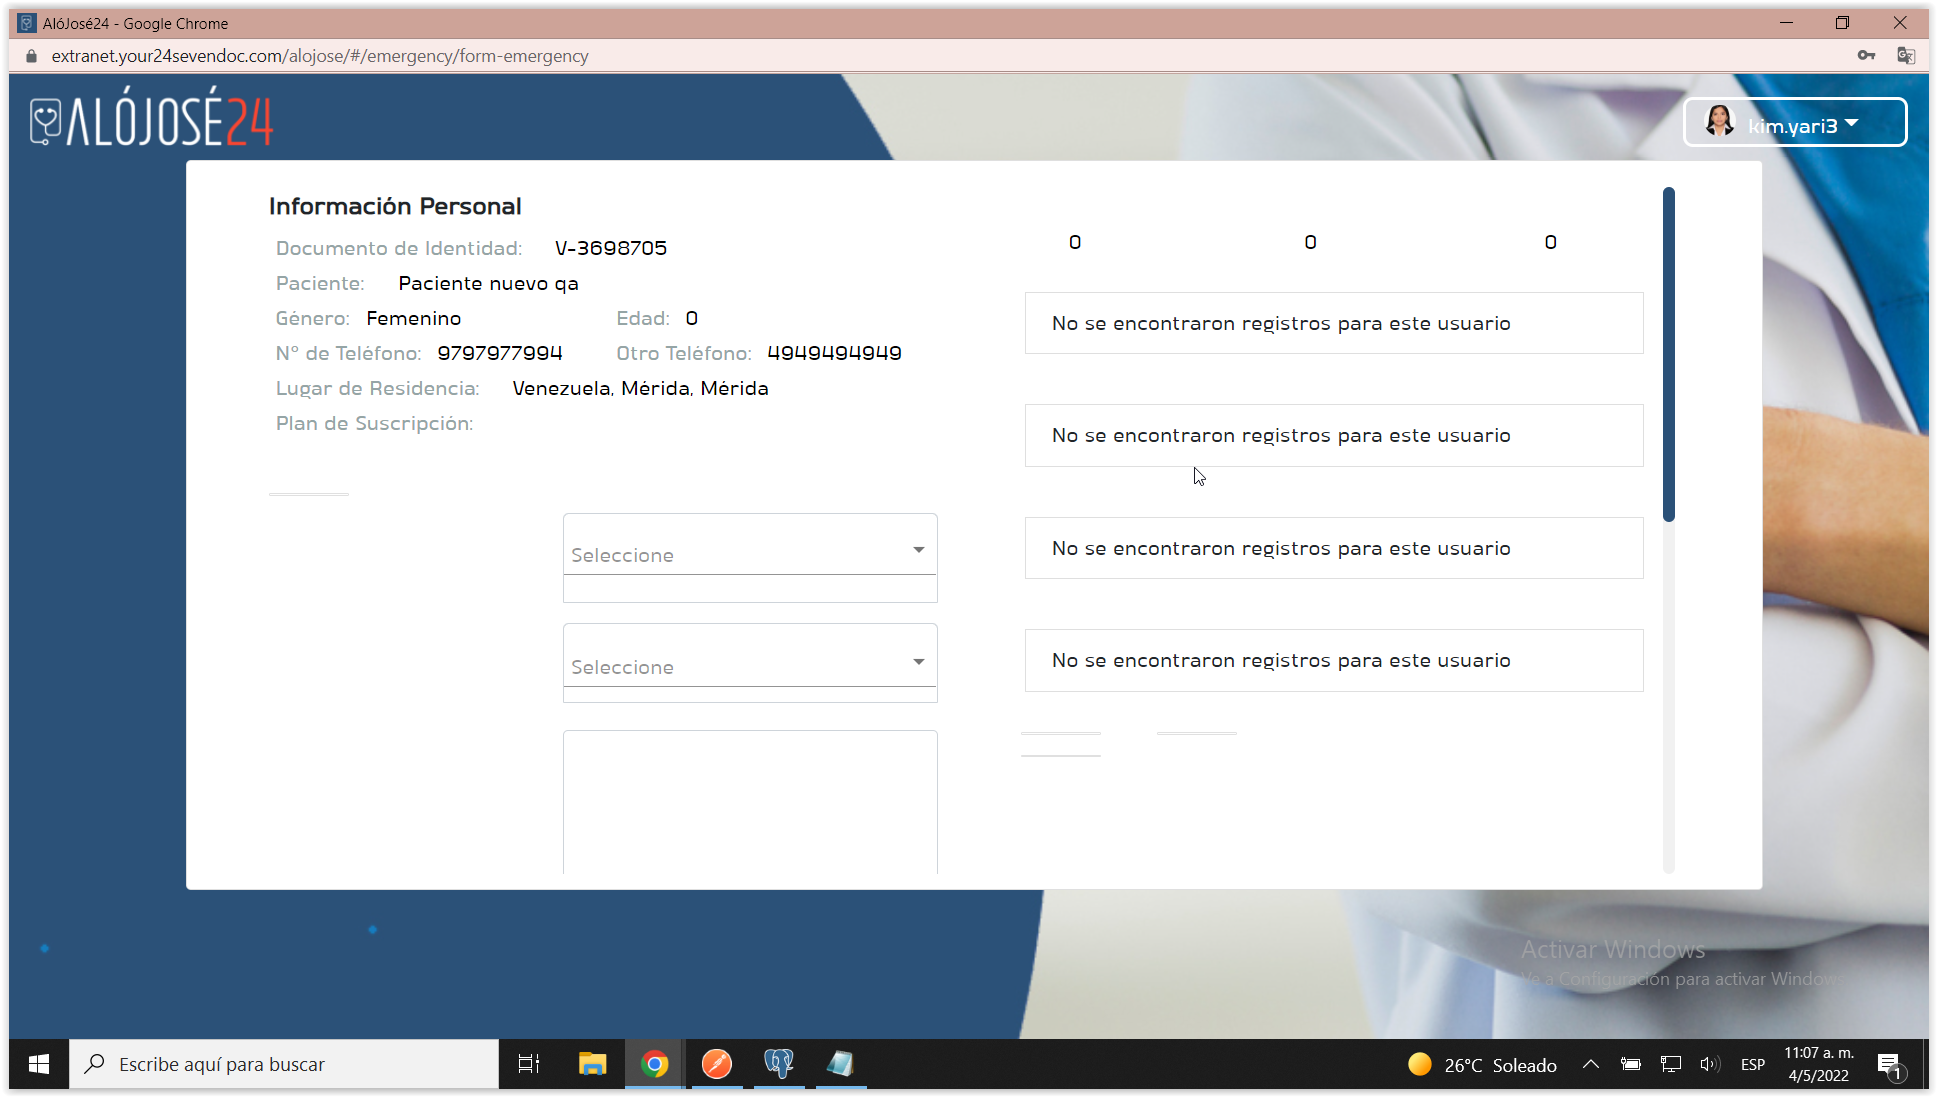 AlóJosé24 - Google Chrome
extranet.your24sevendoc.com/alojose/#/emergency/form-emergency
ALÓJOSÉ24
kim.yari3
Información Personal
Documento de Identidad: V-3698705
Paciente: Paciente nuevo qa
Género: Femenino Edad: 0
N° de Teléfono: 9797977994 Otro Teléfono: 4949494949
Lugar de Residencia: Venezuela, Mérida, Mérida
Plan de Suscripción:
Seleccione
Seleccione
0 0 0
No se encontraron registros para este usuario
No se encontraron registros para este usuario
No se encontraron registros para este usuario
No se encontraron registros para este usuario
Activar Windows
Ve a Configuración para activar Windows.
Escribe aquí para buscar
26°C Soleado
ESP
11:07 a. m.
4/5/2022
1